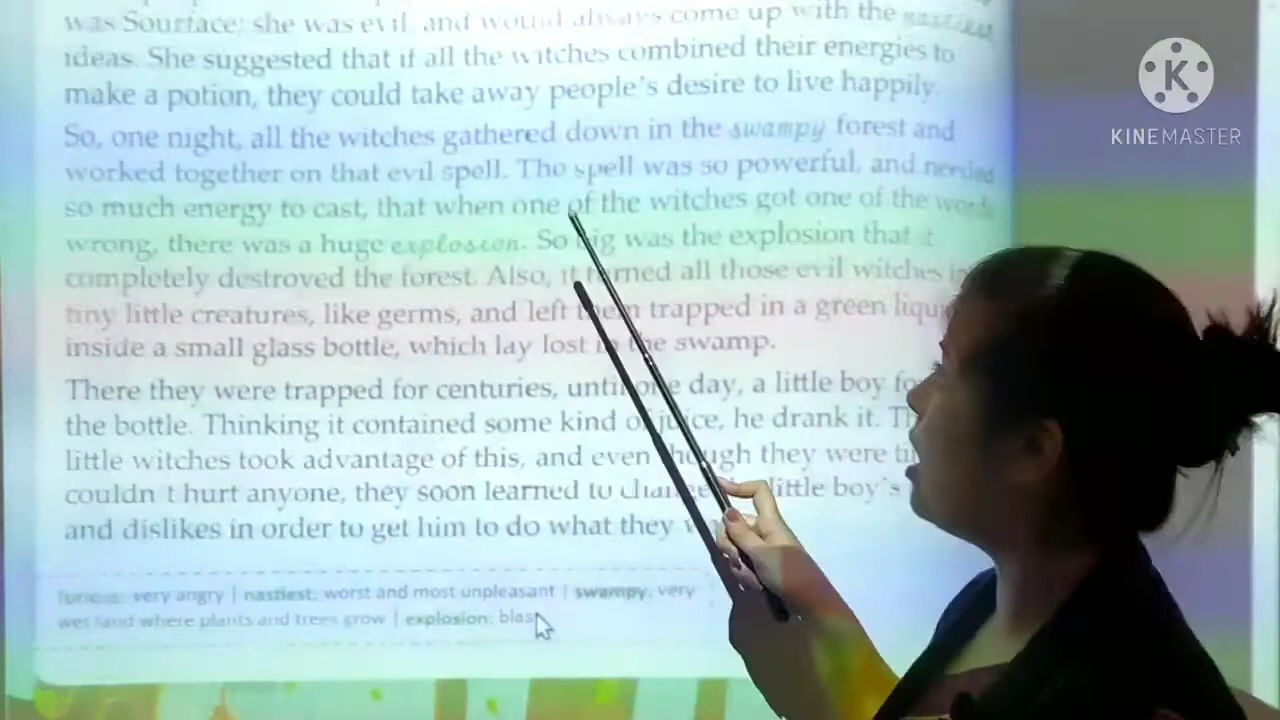 was Sourface; she was evil, and would always come up with the nastiest
ideas. She suggested that if all the witches combined their energies to
make a potion, they could take away people's desire to live happily.
So, one night, all the witches gathered down in the swampy forest and
worked together on that evil spell. The spell was so powerful, and needed
so much energy to cast, that when one of the witches got one of the words
wrong, there was a huge explosion. So big was the explosion that it
completely destroyed the forest. Also, it turned all those evil witches
tiny little creatures, like germs, and left them trapped in a green
inside a small glass bottle, which lay lost in the swamp.
There they were trapped for centuries, until one day, a little boy
the bottle. Thinking it contained some kind of juice, he drank it.
little witches took advantage of this, and even though they were
couldn't hurt anyone, they soon learned to little boy's
and dislikes in order to get him to do what they
furious: very angry | nastiest: worst and most unpleasant | swampy: very
wet land where plants and trees grow | explosion:
K
KINEMASTER